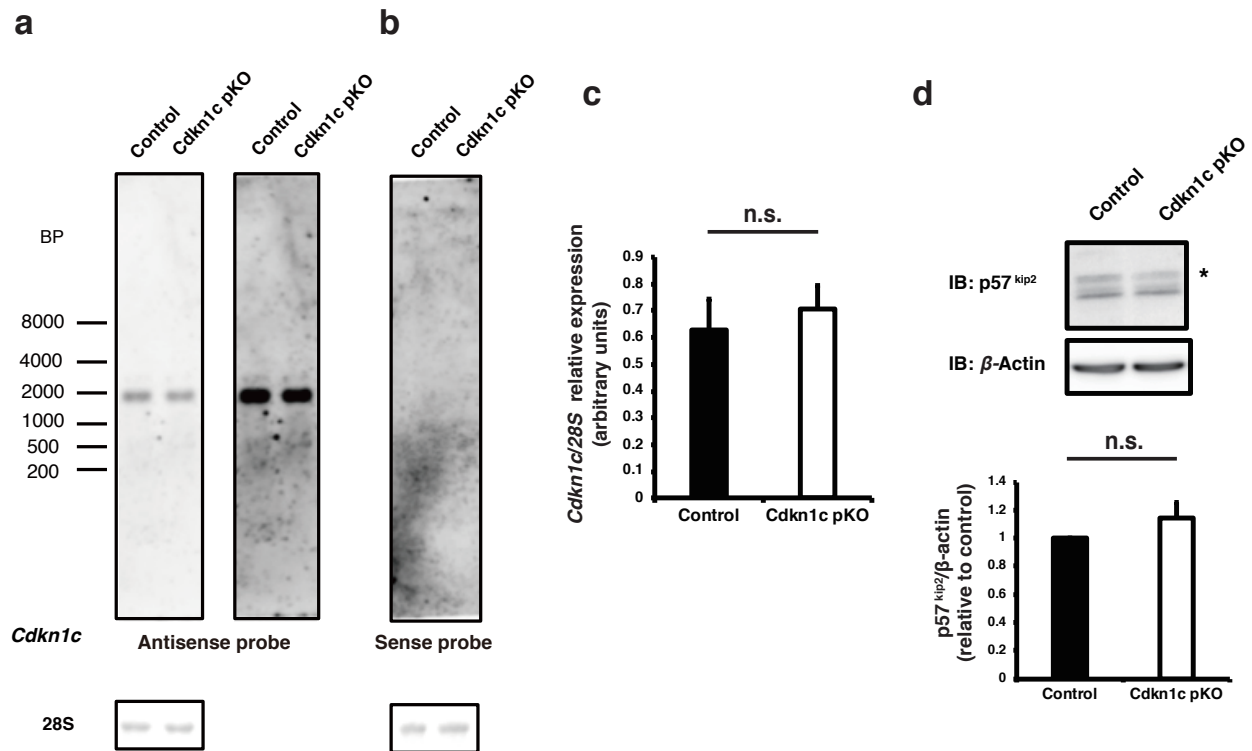 a
b
c
d
Control
Cdkn1c pKO
Control
Cdkn1c pKO
Control
Cdkn1c pKO
BP
8000
4000
2000
1000
500
200
Cdkn1c
Antisense probe
Sense probe
28S
n.s.
Cdkn1c/28S relative expression
(arbitrary units)
0.9
0.8
0.7
0.6
0.5
0.4
0.3
0.2
0.1
0
Control
Cdkn1c pKO
Control
Cdkn1c pKO
IB: p57 kip2
*
IB: β-Actin
n.s.
p57 kip2/β-actin
(relative to control)
1.4
1.2
1
0.8
0.6
0.4
0.2
0
Control
Cdkn1c pKO